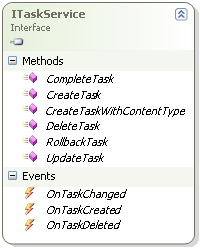 ITaskService
Interface
Methods
CompleteTask
CreateTask
CreateTaskWithContentType
DeleteTask
RollbackTask
UpdateTask
Events
OnTaskChanged
OnTaskCreated
OnTaskDeleted